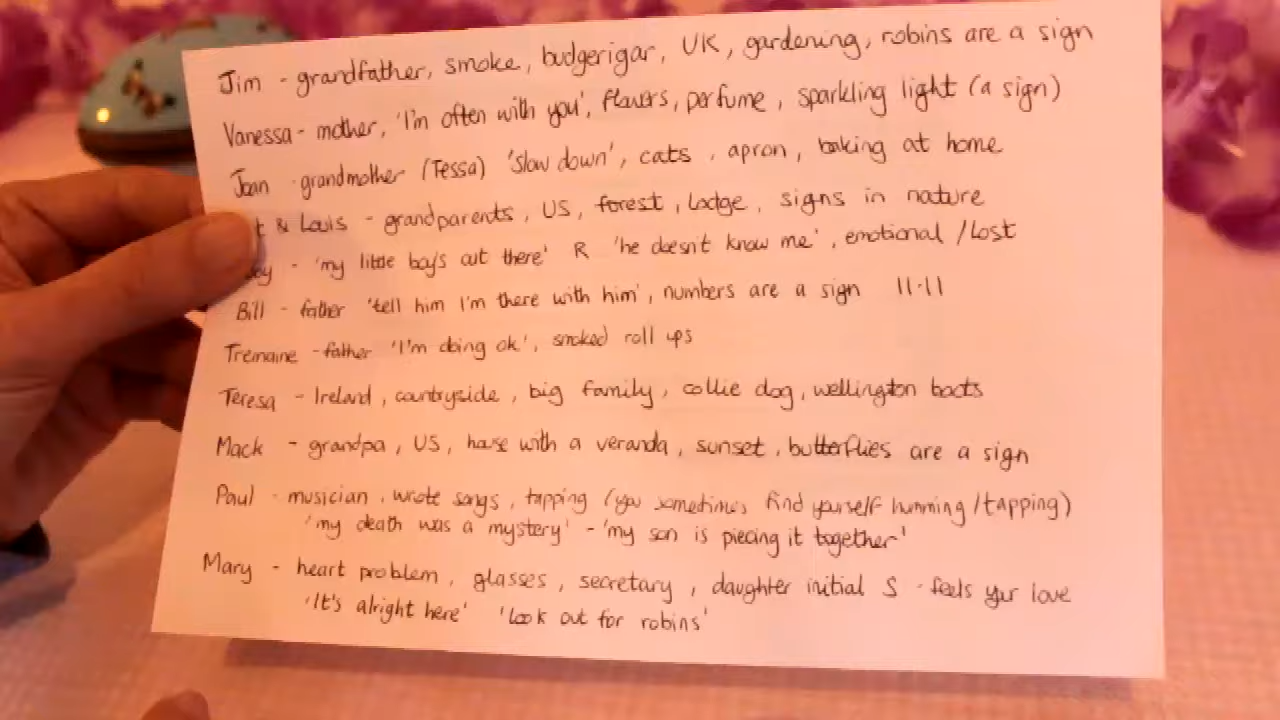 Jim - grandfather, smoke, budgerigar, UK, gardening, robins are a sign
Vanessa - mother, 'I'm often with you', flowers, perfume, sparkling light (a sign)
Joan - grandmother (Tessa) 'slow down', cats, apron, baking at home
& Louis - grandparents, US, forest, lodge, signs in nature
- 'my little boy's out there' R 'he doesn't know me', emotional / lost
Bill - father 'tell him I'm there with him', numbers are a sign 11.11
Tremaine - father 'I'm doing ok', smoked roll ups
Teresa - Ireland, countryside, big family, collie dog, wellington boots
Mack - grandpa, US, house with a veranda, sunset, butterflies are a sign
Paul - musician, wrote songs, tapping (you sometimes find yourself humming/tapping)
'my death was a mystery' - 'my son is piecing it together'
Mary - heart problem, glasses, secretary, daughter initial S - feels your love
'It's alright here' 'look out for robins'